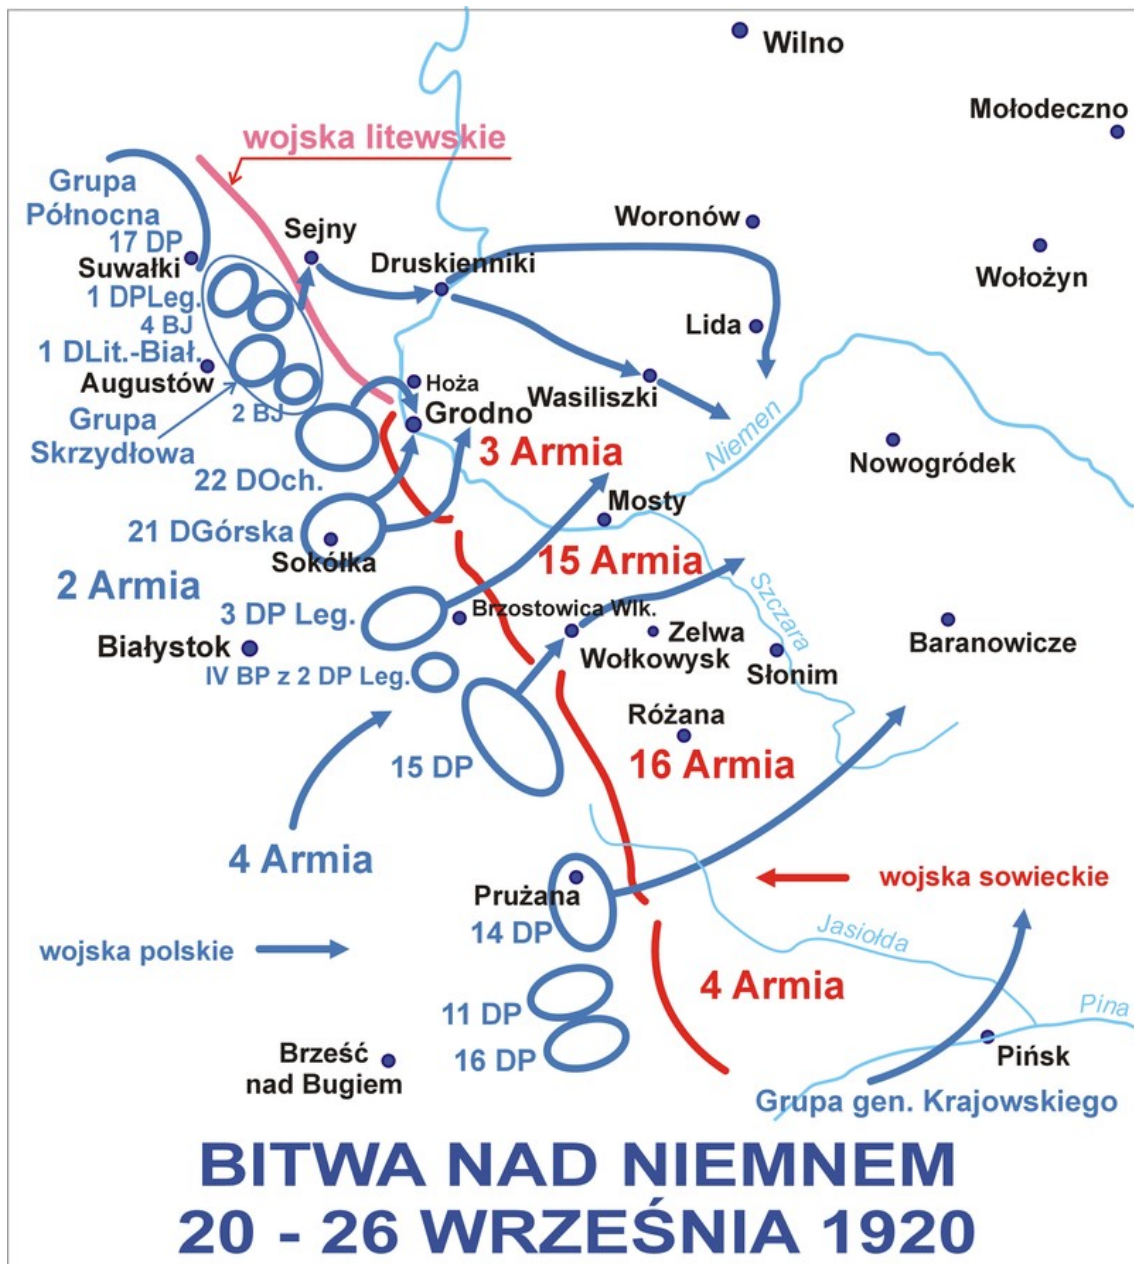 Wilno
Mołodeczno
wojska litewskie
Grupa
Północna
17 DP
Suwałki
1 DPLeg.
4 BJ
1 DLit.-Biał.
Augustów
2 BJ
Grupa
Skrzydłowa
Sejny
Druskienniki
Woronów
Wołożyn
Lida
Hoża
Grodno
Wasiliszki
Niemen
Nowogródek
3 Armia
22 DOch.
21 DGórska
Sokółka
Mosty
15 Armia
2 Armia
3 DP Leg.
Brzostowica Wlk.
Szczara
Białystok
IV BP z 2 DP Leg.
Zelwa
Wołkowysk
Słonim
Baranowicze
Różana
15 DP
16 Armia
4 Armia
Prużana
14 DP
wojska sowieckie
wojska polskie
Jasiołda
4 Armia
11 DP
16 DP
Pina
Brześć
nad Bugiem
Pińsk
Grupa gen. Krajowskiego
BITWA NAD NIEMNEM
20 - 26 WRZEŚNIA 1920